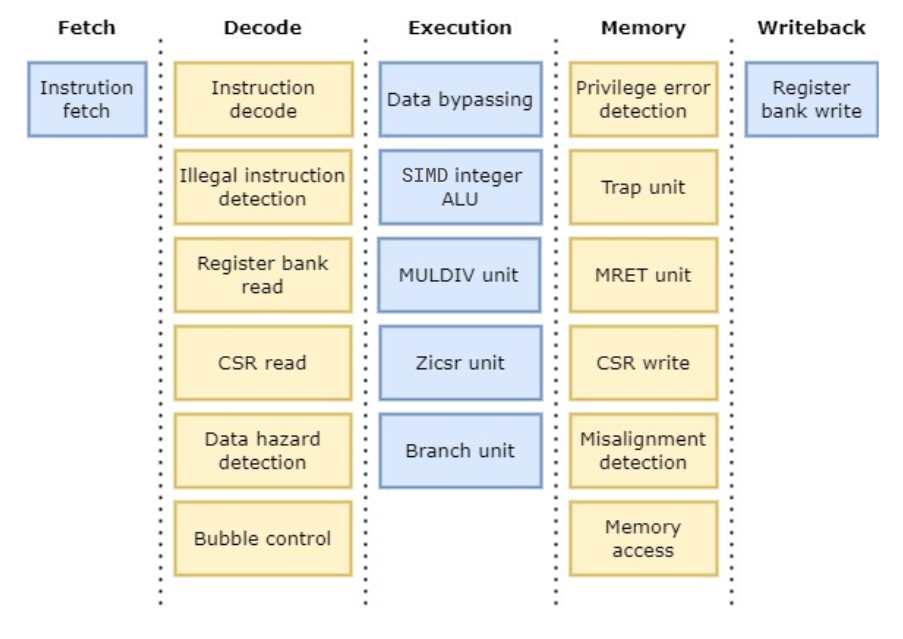 Fetch
Decode
Execution
Memory
Writeback
Instrution
fetch
Instruction
decode
Illegal instruction
detection
Register bank
read
CSR read
Data hazard
detection
Bubble control
Data bypassing
SIMD integer
ALU
MULDIV unit
Zicsr unit
Branch unit
Privilege error
detection
Trap unit
MRET unit
CSR write
Misalignment
detection
Memory
access
Register
bank write